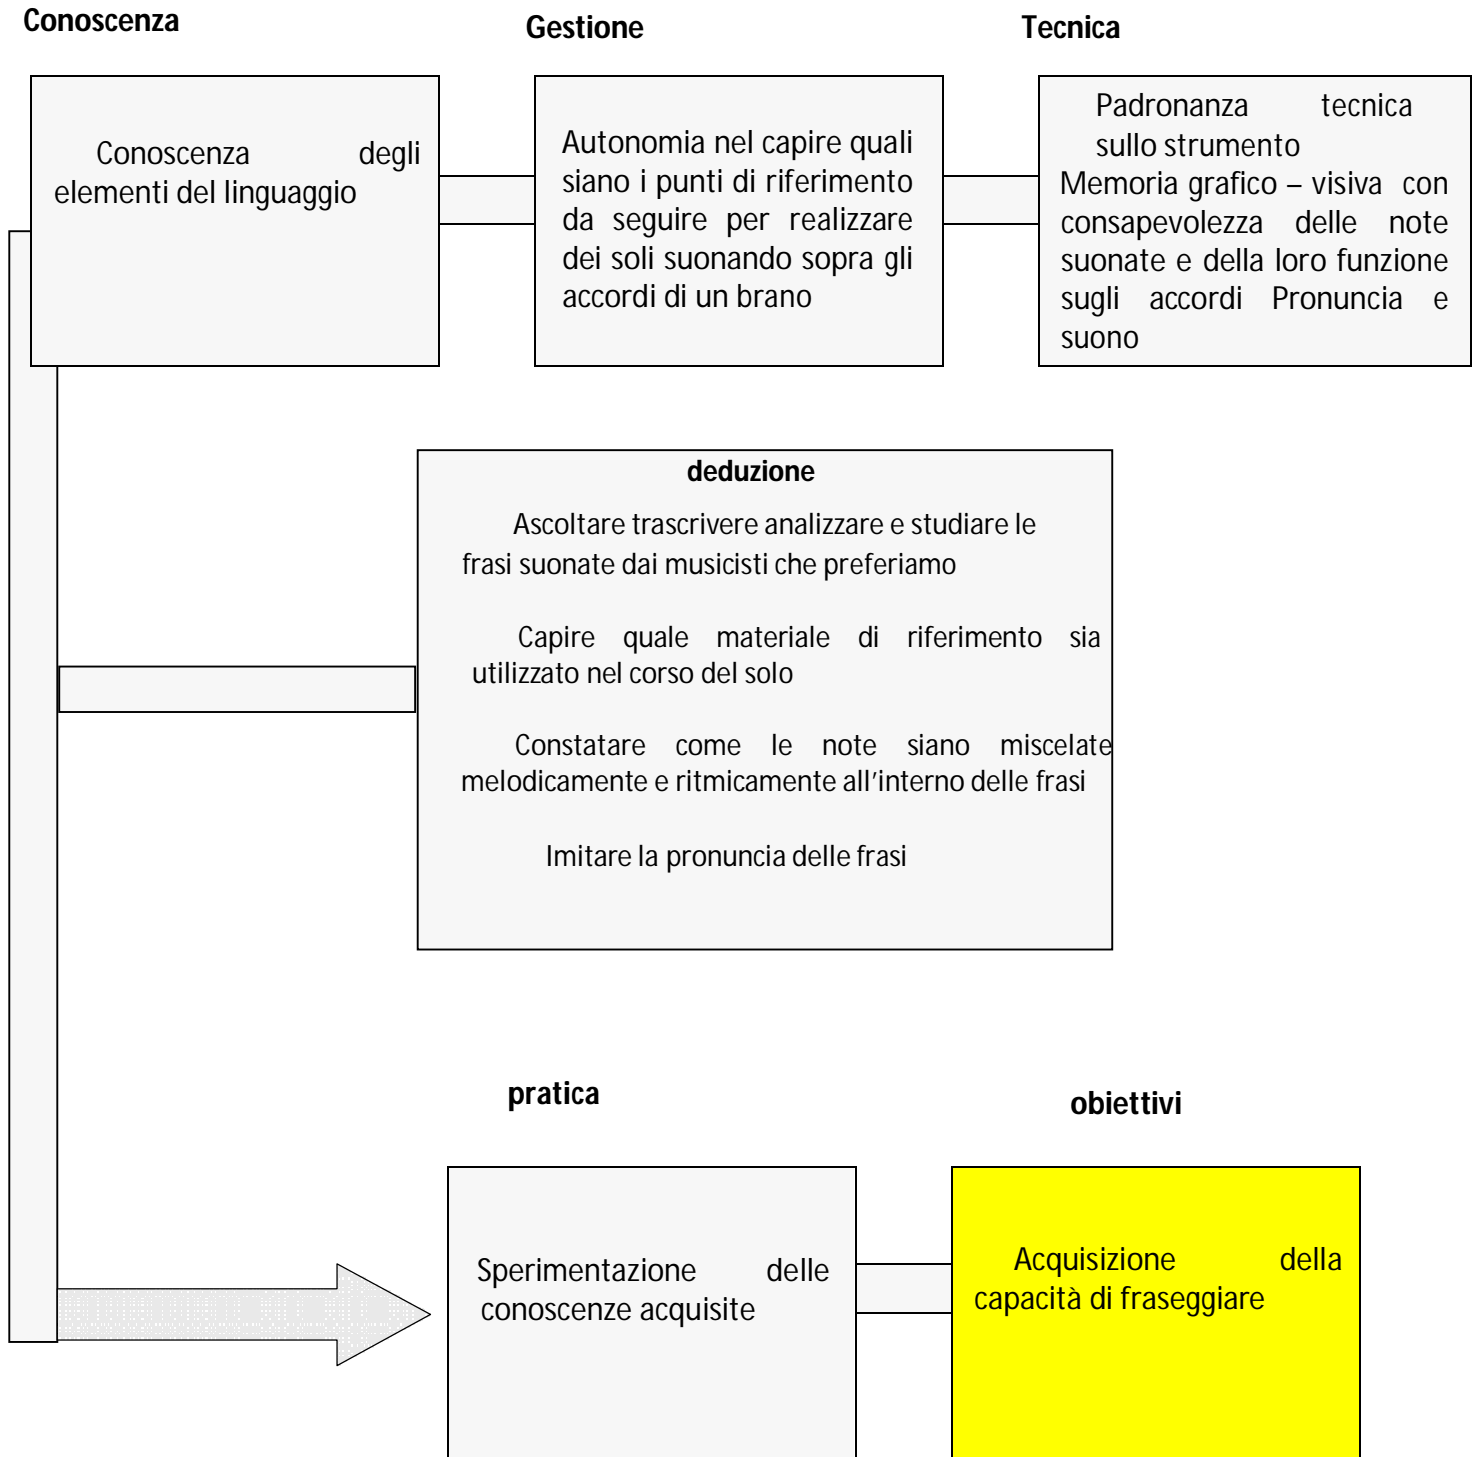 Conoscenza
Gestione
Tecnica
Conoscenza degli
elementi del linguaggio
Autonomia nel capire quali
siano i punti di riferimento
da seguire per realizzare
dei soli suonando sopra gli
accordi di un brano
Padronanza tecnica
sullo strumento
Memoria grafico – visiva con
consapevolezza delle note
suonate e della loro funzione
sugli accordi Pronuncia e
suono
deduzione
Ascoltare trascrivere analizzare e studiare le
frasi suonate dai musicisti che preferiamo
Capire quale materiale di riferimento sia
utilizzato nel corso del solo
Constatare come le note siano miscelate
melodicamente e ritmicamente all’interno delle frasi
Imitare la pronuncia delle frasi
pratica
obiettivi
Sperimentazione delle
conoscenze acquisite
Acquisizione della
capacità di fraseggiare